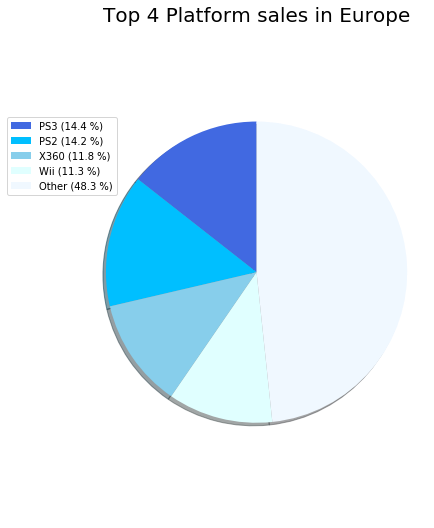 Top 4 Platform sales in Europe
PS3 (14.4 %)
PS2 (14.2 %)
X360 (11.8 %)
Wii (11.3 %)
Other (48.3 %)